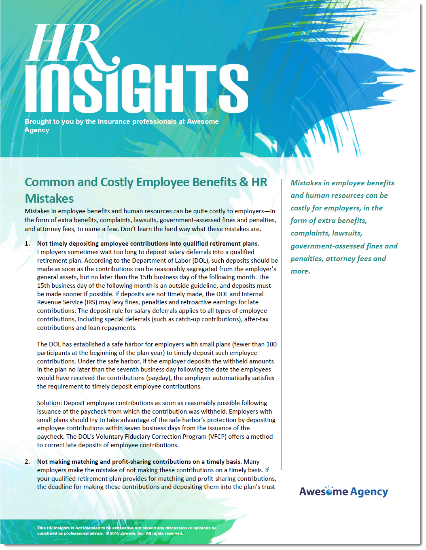 HR
INSIGHTS
Brought to you by the insurance professionals at Awesome
Agency
Common and Costly Employee Benefits & HR
Mistakes
Mistakes in employee benefits and human resources can be quite costly to employers—in
the form of extra benefits, complaints, lawsuits, government-assessed fines and penalties,
and attorney fees, to name a few. Don't learn the hard way what these mistakes are.
1. Not timely depositing employee contributions into qualified retirement plans.
Employers sometimes wait too long to deposit salary deferrals into a qualified
retirement plan. According to the Department of Labor (DOL), such deposits should be
made as soon as the contributions can be reasonably segregated from the employer's
general assets, but no later than the 15th business day of the following month. The
15th business day of the following month is an outside guideline, and deposits must
be made sooner if possible. If deposits are not timely made, the DOL and Internal
Revenue Service (IRS) may levy fines, penalties and retroactive earnings for late
contributions. The deposit rule for salary deferrals applies to all types of employee
contributions, including special deferrals (such as catch-up contributions), after-tax
contributions and loan repayments.
The DOL has established a safe harbor for employers with small plans (fewer than 100
participants at the beginning of the plan year) to timely deposit such employee
contributions. Under the safe harbor, if the employer deposits the withheld amounts
in the plan no later than the seventh business day following the date the employees
would have received the contributions (payday), the employer automatically satisfies
the requirement to timely deposit employee contributions.
Solution: Deposit employee contributions as soon as reasonably possible following
issuance of the paycheck from which the contribution was withheld. Employers with
small plans should try to take advantage of the safe harbor's protection by depositing
employee contributions within seven business days from the issuance of the
paycheck. The DOL's Voluntary Fiduciary Correction Program (VFCP) offers a method
to correct late deposits of employee contributions.
2. Not making matching and profit-sharing contributions on a timely basis. Many
employers make the mistake of not making these contributions on a timely basis. If
your qualified retirement plan provides for matching and profit sharing contributions,
the deadline for making these contributions and depositing them into the plan's trust
Mistakes in employee benefits
and human resources can be
costly for employers, in the
form of extra benefits,
complaints, lawsuits,
government-assessed fines and
penalties, attorney fees and
more.
Awesome Agency
This HR Insights is not intended to be exhaustive nor should any discussion or opinions be
construed as professional advice. © 2015 Zywave, Inc. All rights reserved.